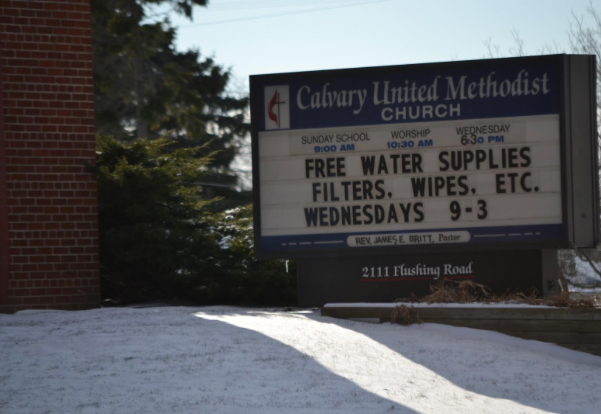 Calvary United Methodist
CHURCH
SUNDAY SCHOOL WORSHIP WEDNESDAY
9:00 AM 10:30 AM 6:30 PM
FREE WATER SUPPLIES
FILTERS, WIPES, ETC.
WEDNESDAYS 9-3
REV. JAMES E. BRITT, Pastor
2111 Flushing Road